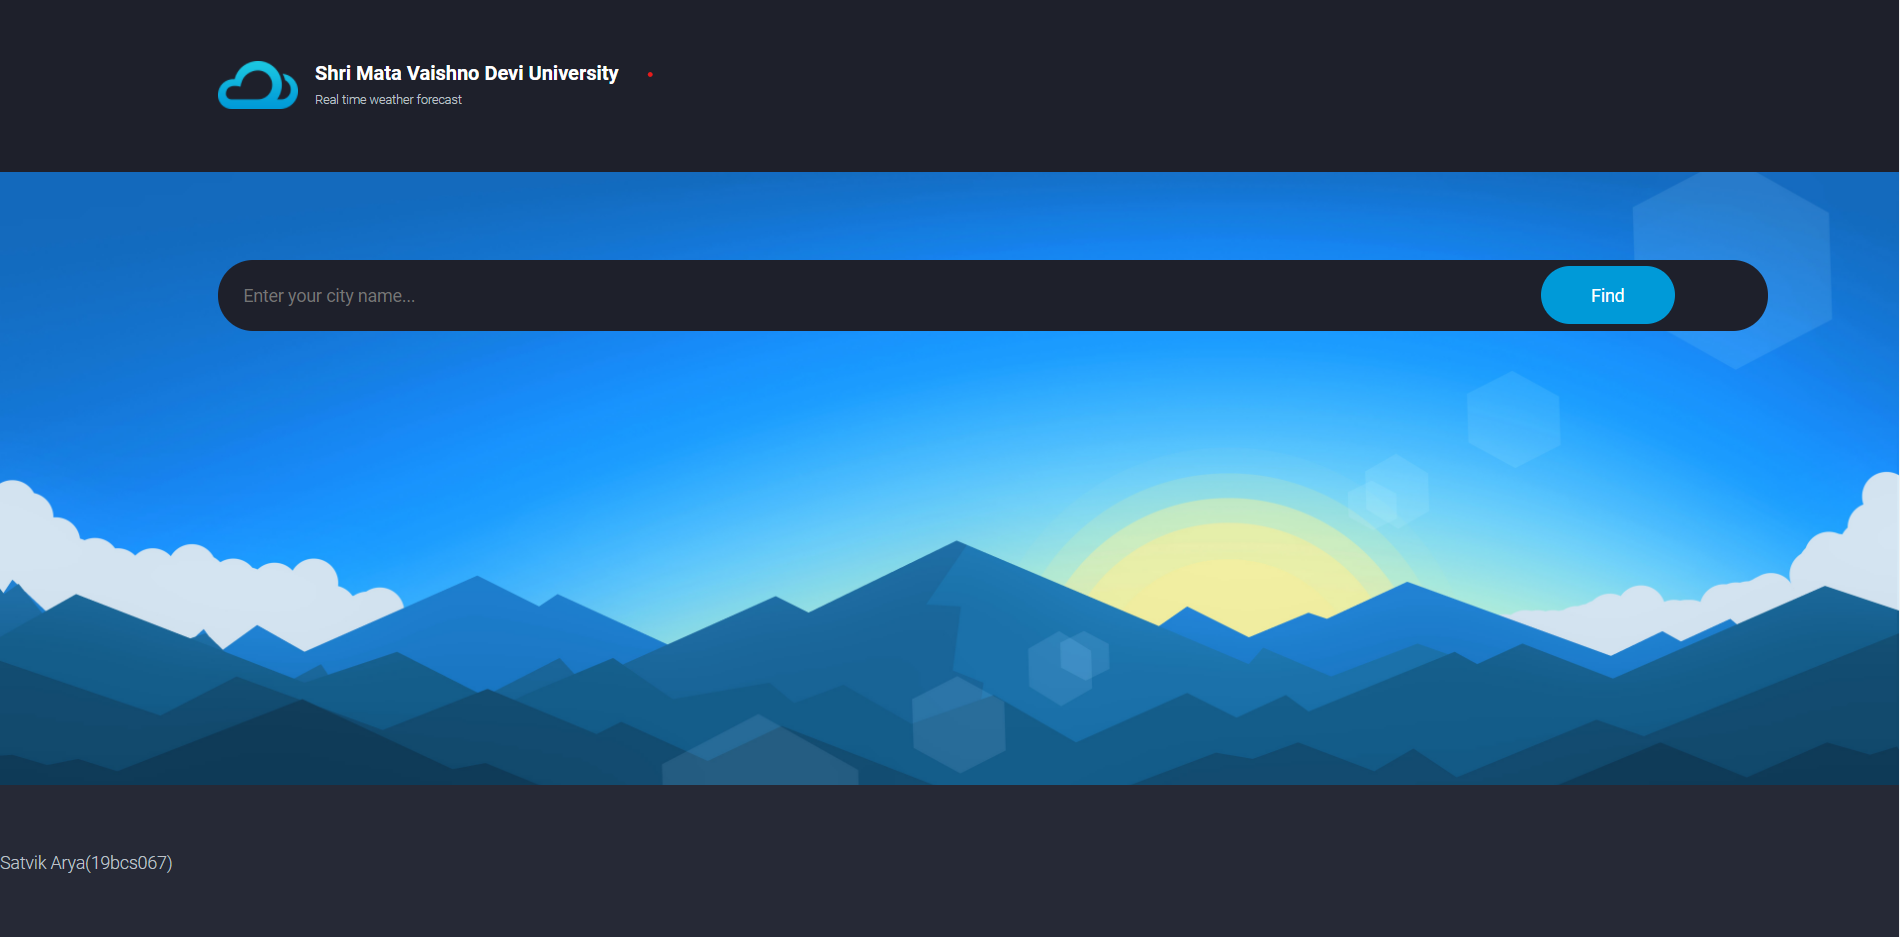 Shri Mata Vaishno Devi University
Real time weather forecast
Enter your city name...
Find
Satvik Arya(19bcs067)